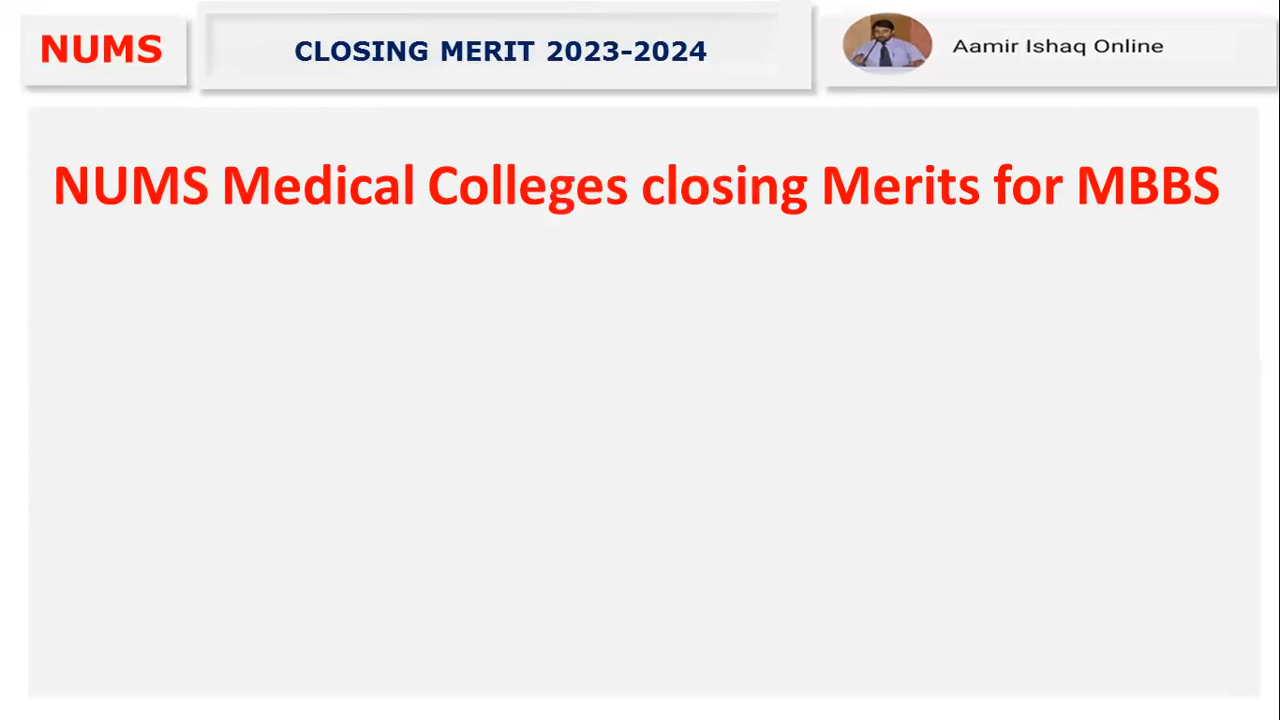 NUMS
CLOSING MERIT 2023-2024
Aamir Ishaq Online
NUMS Medical Colleges closing Merits for MBBS